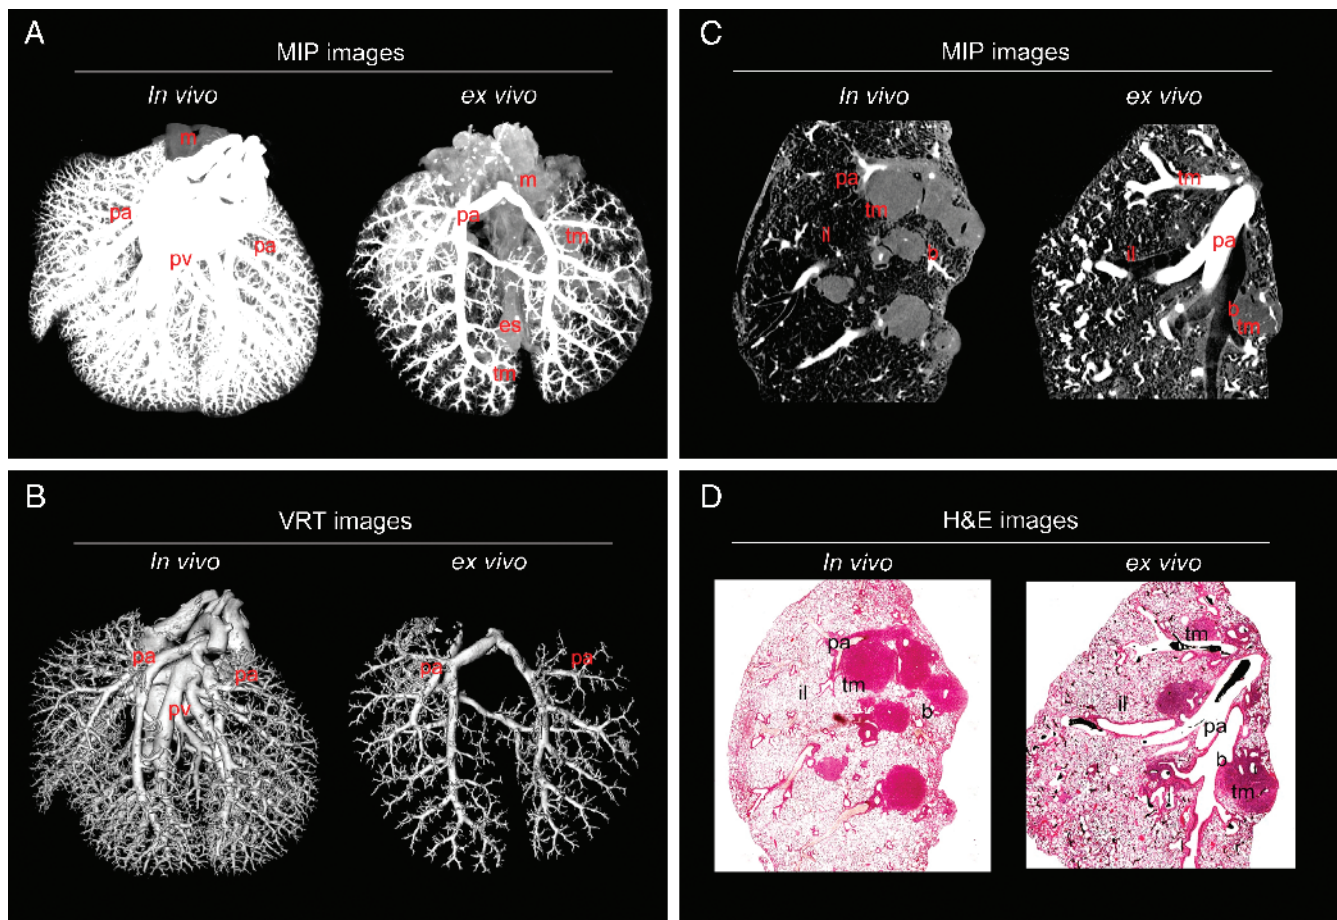 A
MIP images
In vivo
ex vivo
m
m
pa
pa
pa
tm
pv
es
tm
B
VRT images
In vivo
ex vivo
pa
pa
pa
pa
pv
C
MIP images
In vivo
ex vivo
pa
tm
tm
il
b
pa
il
b
tm
D
H&E images
In vivo
ex vivo
pa
tm
il
tm
b
il
pa
b
tm